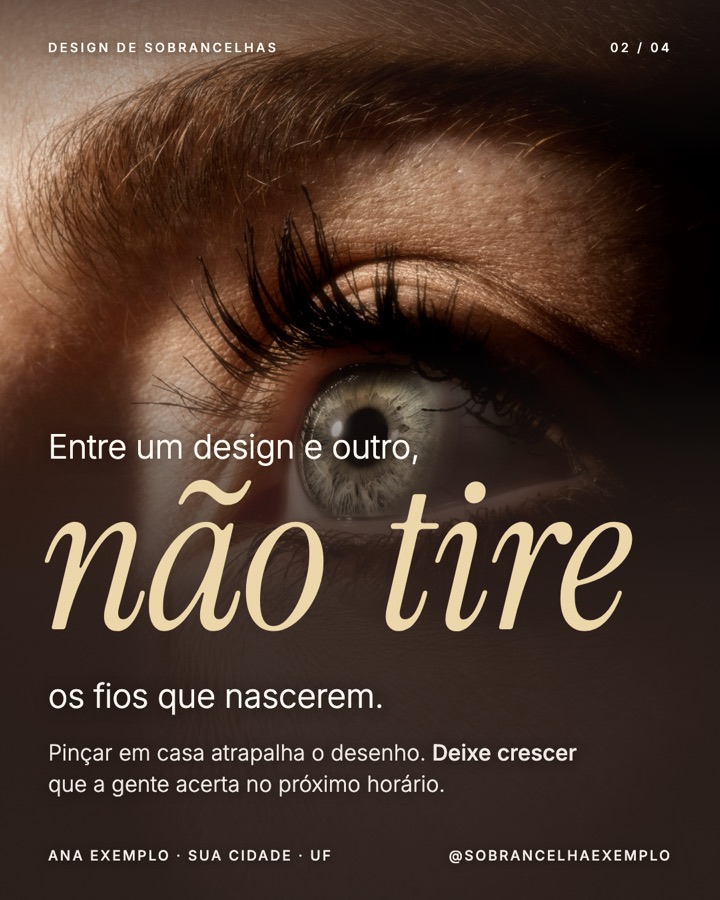 DESIGN DE SOBRANCELHAS
02 / 04
Entre um design e outro,
não tire
os fios que nascerem.
Pinçar em casa atrapalha o desenho. Deixe crescer
que a gente acerta no próximo horário.
ANA EXEMPLO · SUA CIDADE · UF
@SOBRANCELHAEXEMPLO